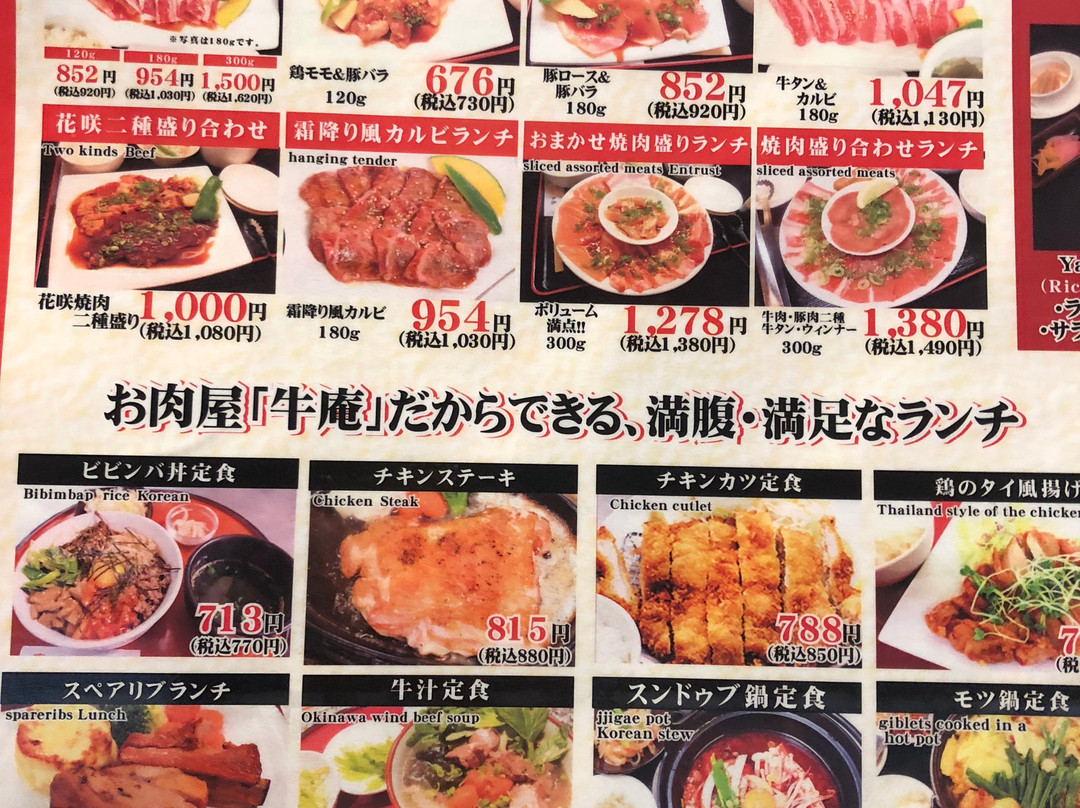 ※写真は180gです。
120g 180g 300g
852円 954円 1,500円
(税込920円) (税込1,030円) (税込1,620円)
鶏モモ&豚バラ
120g
676円
(税込730円)
豚ロース&
豚バラ
180g
852円
(税込920円)
牛タン&
カルビ
180g
1,047円
(税込1,130円)
花咲二種盛り合わせ
Two kinds Beef
花咲焼肉
二種盛り
1,000円
(税込1,080円)
霜降り風カルビランチ
hanging tender
霜降り風カルビ
180g
954円
(税込1,030円)
おまかせ焼肉盛りランチ
sliced assorted meats Entrust
ボリューム
満点!!
300g
1,278円
(税込1,380円)
焼肉盛り合わせランチ
sliced assorted meats
牛肉・豚肉二種
牛タン・ウィンナー
300g
1,380円
(税込1,490円)
(Ric
・ラ
・サラ
お肉屋「牛庵」だからできる、満腹・満足なランチ
ビビンバ丼定食
Bibimbap rice Korean
713円
(税込770円)
チキンステーキ
Chicken Steak
815円
(税込880円)
チキンカツ定食
Chicken cutlet
788円
(税込850円)
鶏のタイ風揚げ
Thailand style of the chicken
7
(税
スペアリブランチ
spareribs Lunch
牛汁定食
Okinawa wind beef soup
スンドゥブ鍋定食
jjigae pot
Korean stew
モツ鍋定食
giblets cooked in a
hot pot